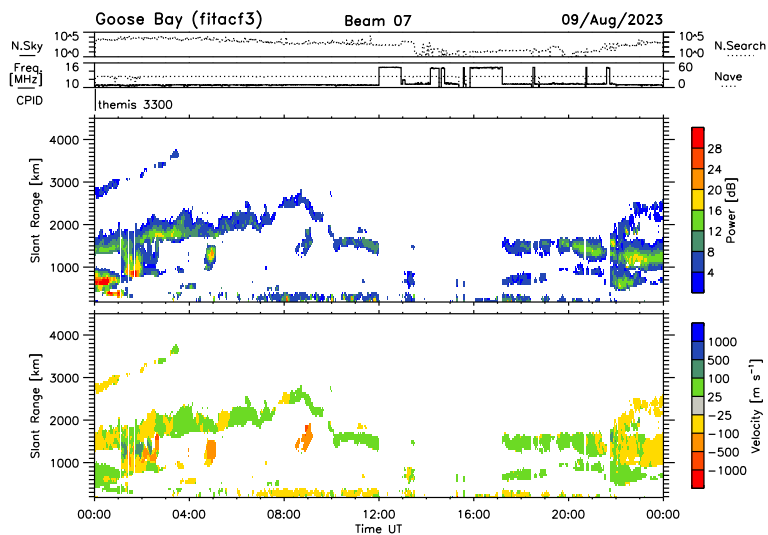 Goose Bay (fitacf3) Beam 07 09/Aug/2023
N.Sky 10^5 10^0 10^5 10^0 N.Search
Freq. [MHz] 16 10 60 0 Nave
CPID themis 3300
Slant Range [km] 4000 3000 2000 1000
28 24 20 16 12 8 4 Power [dB]
Slant Range [km] 4000 3000 2000 1000
1000 500 100 25 -25 -100 -500 -1000 Velocity [m s⁻¹]
00:00 04:00 08:00 12:00 16:00 20:00 00:00
Time UT